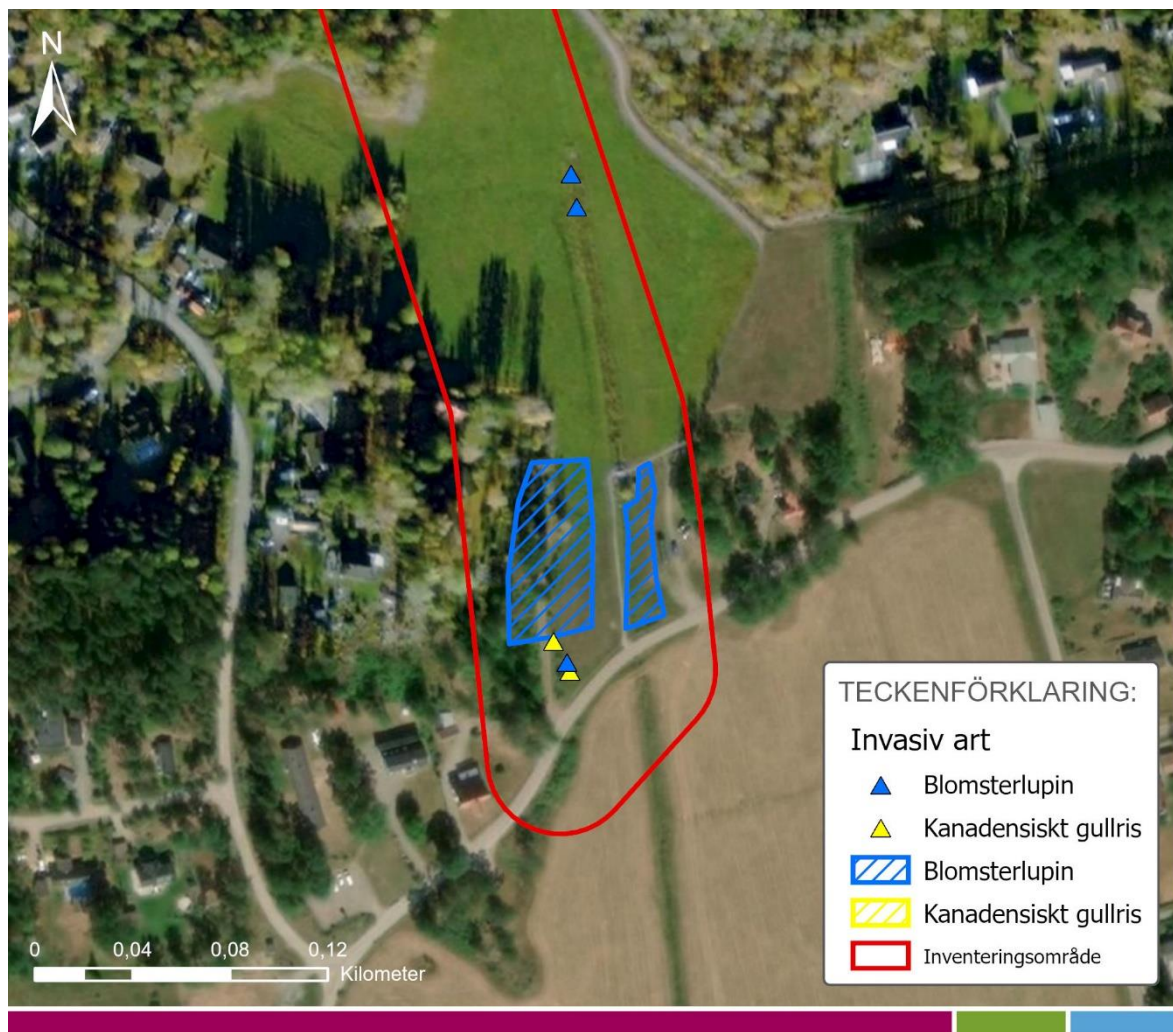 N
TECKENFÖRKLARING:
Invasiv art
Blomsterlupin
Kanadensiskt gullris
Blomsterlupin
Kanadensiskt gullris
Inventeringsområde
0 0,04 0,08 0,12
Kilometer